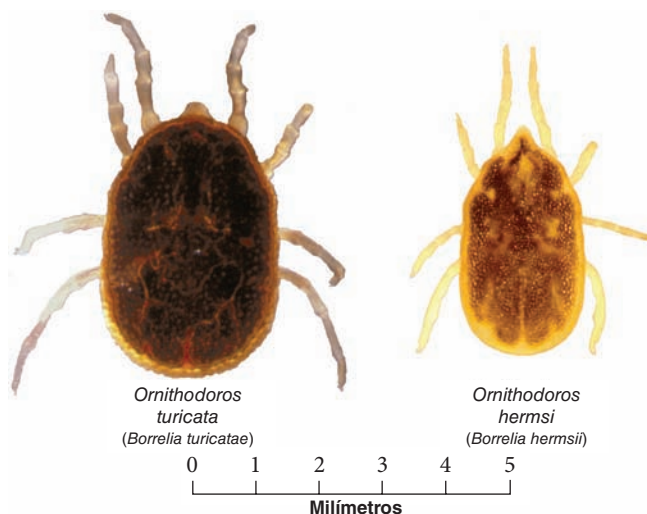 Ornithodoros
turicata
(Borrelia turicatae)
Ornithodoros
hermsi
(Borrelia hermsii)
0 1 2 3 4 5
Milímetros